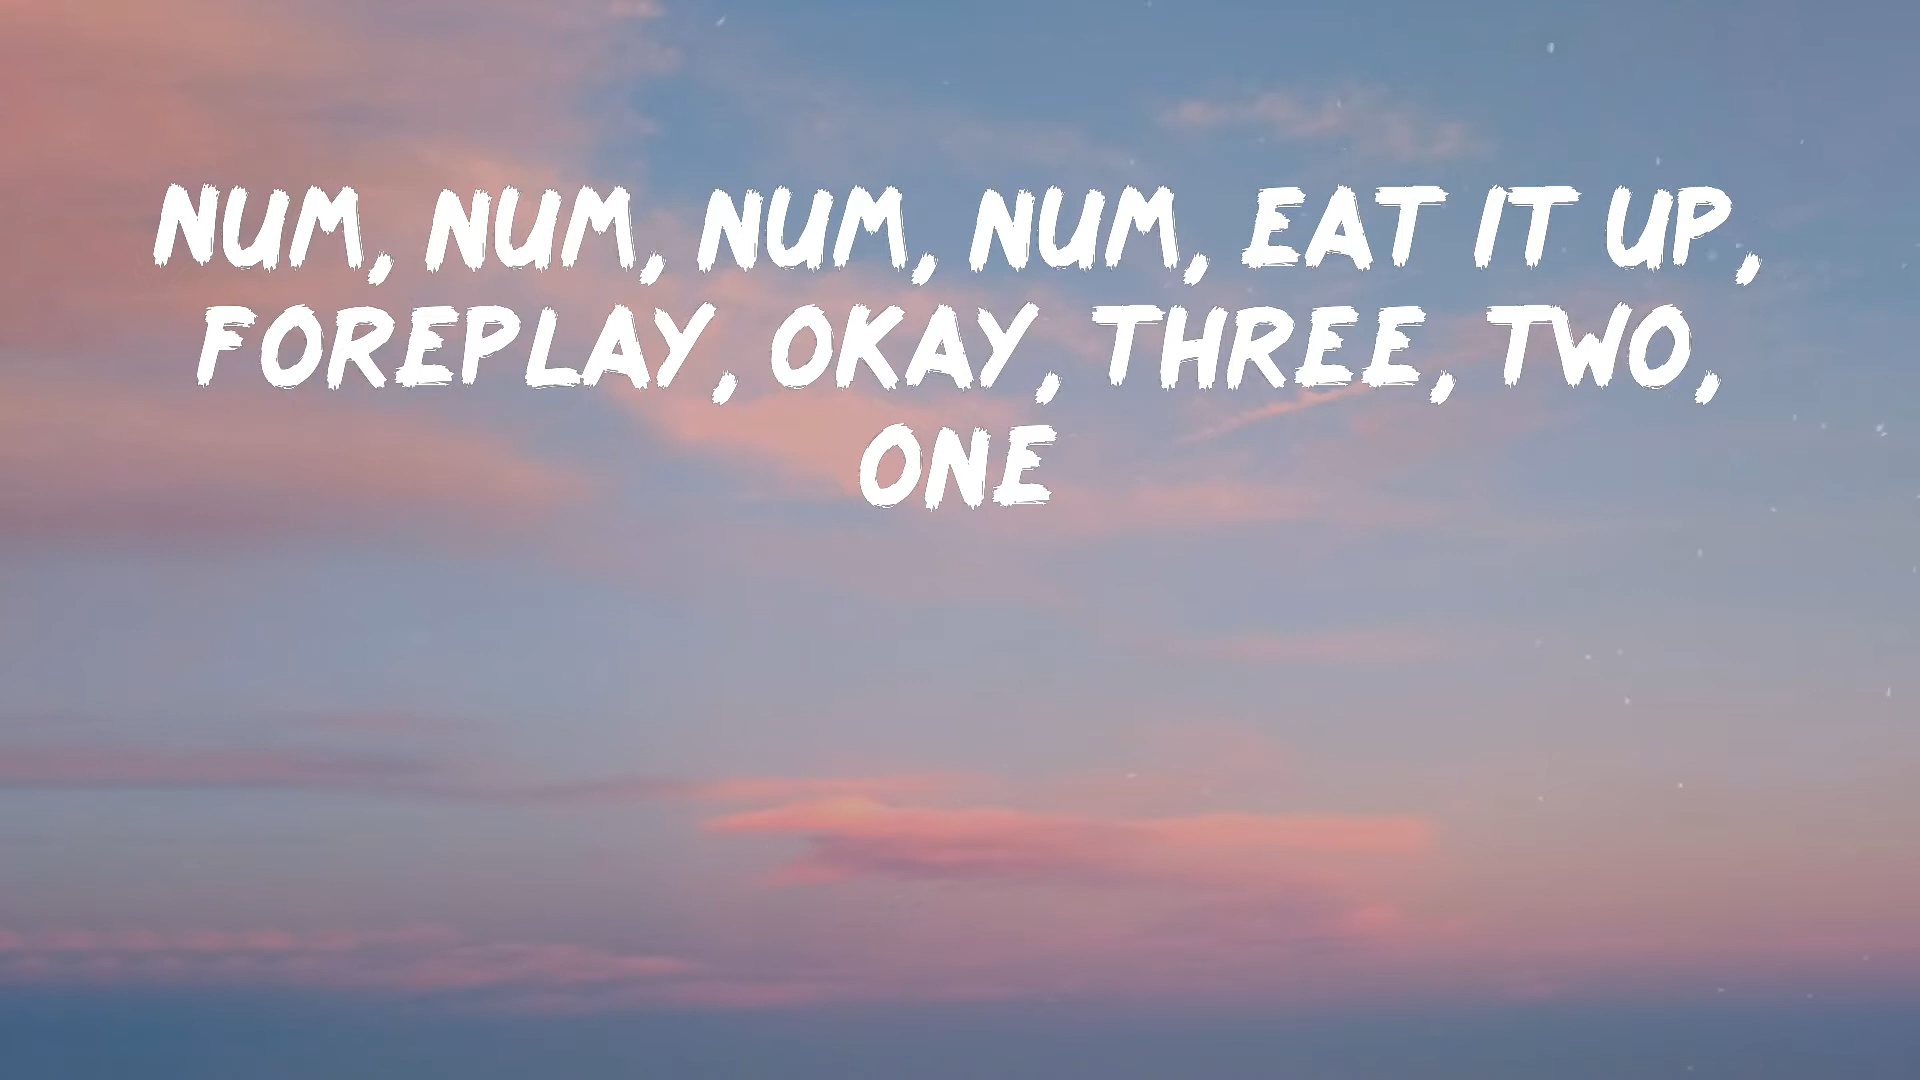 NUM, NUM, NUM, NUM, EAT IT UP,
FOREPLAY, OKAY, THREE, TWO,
ONE